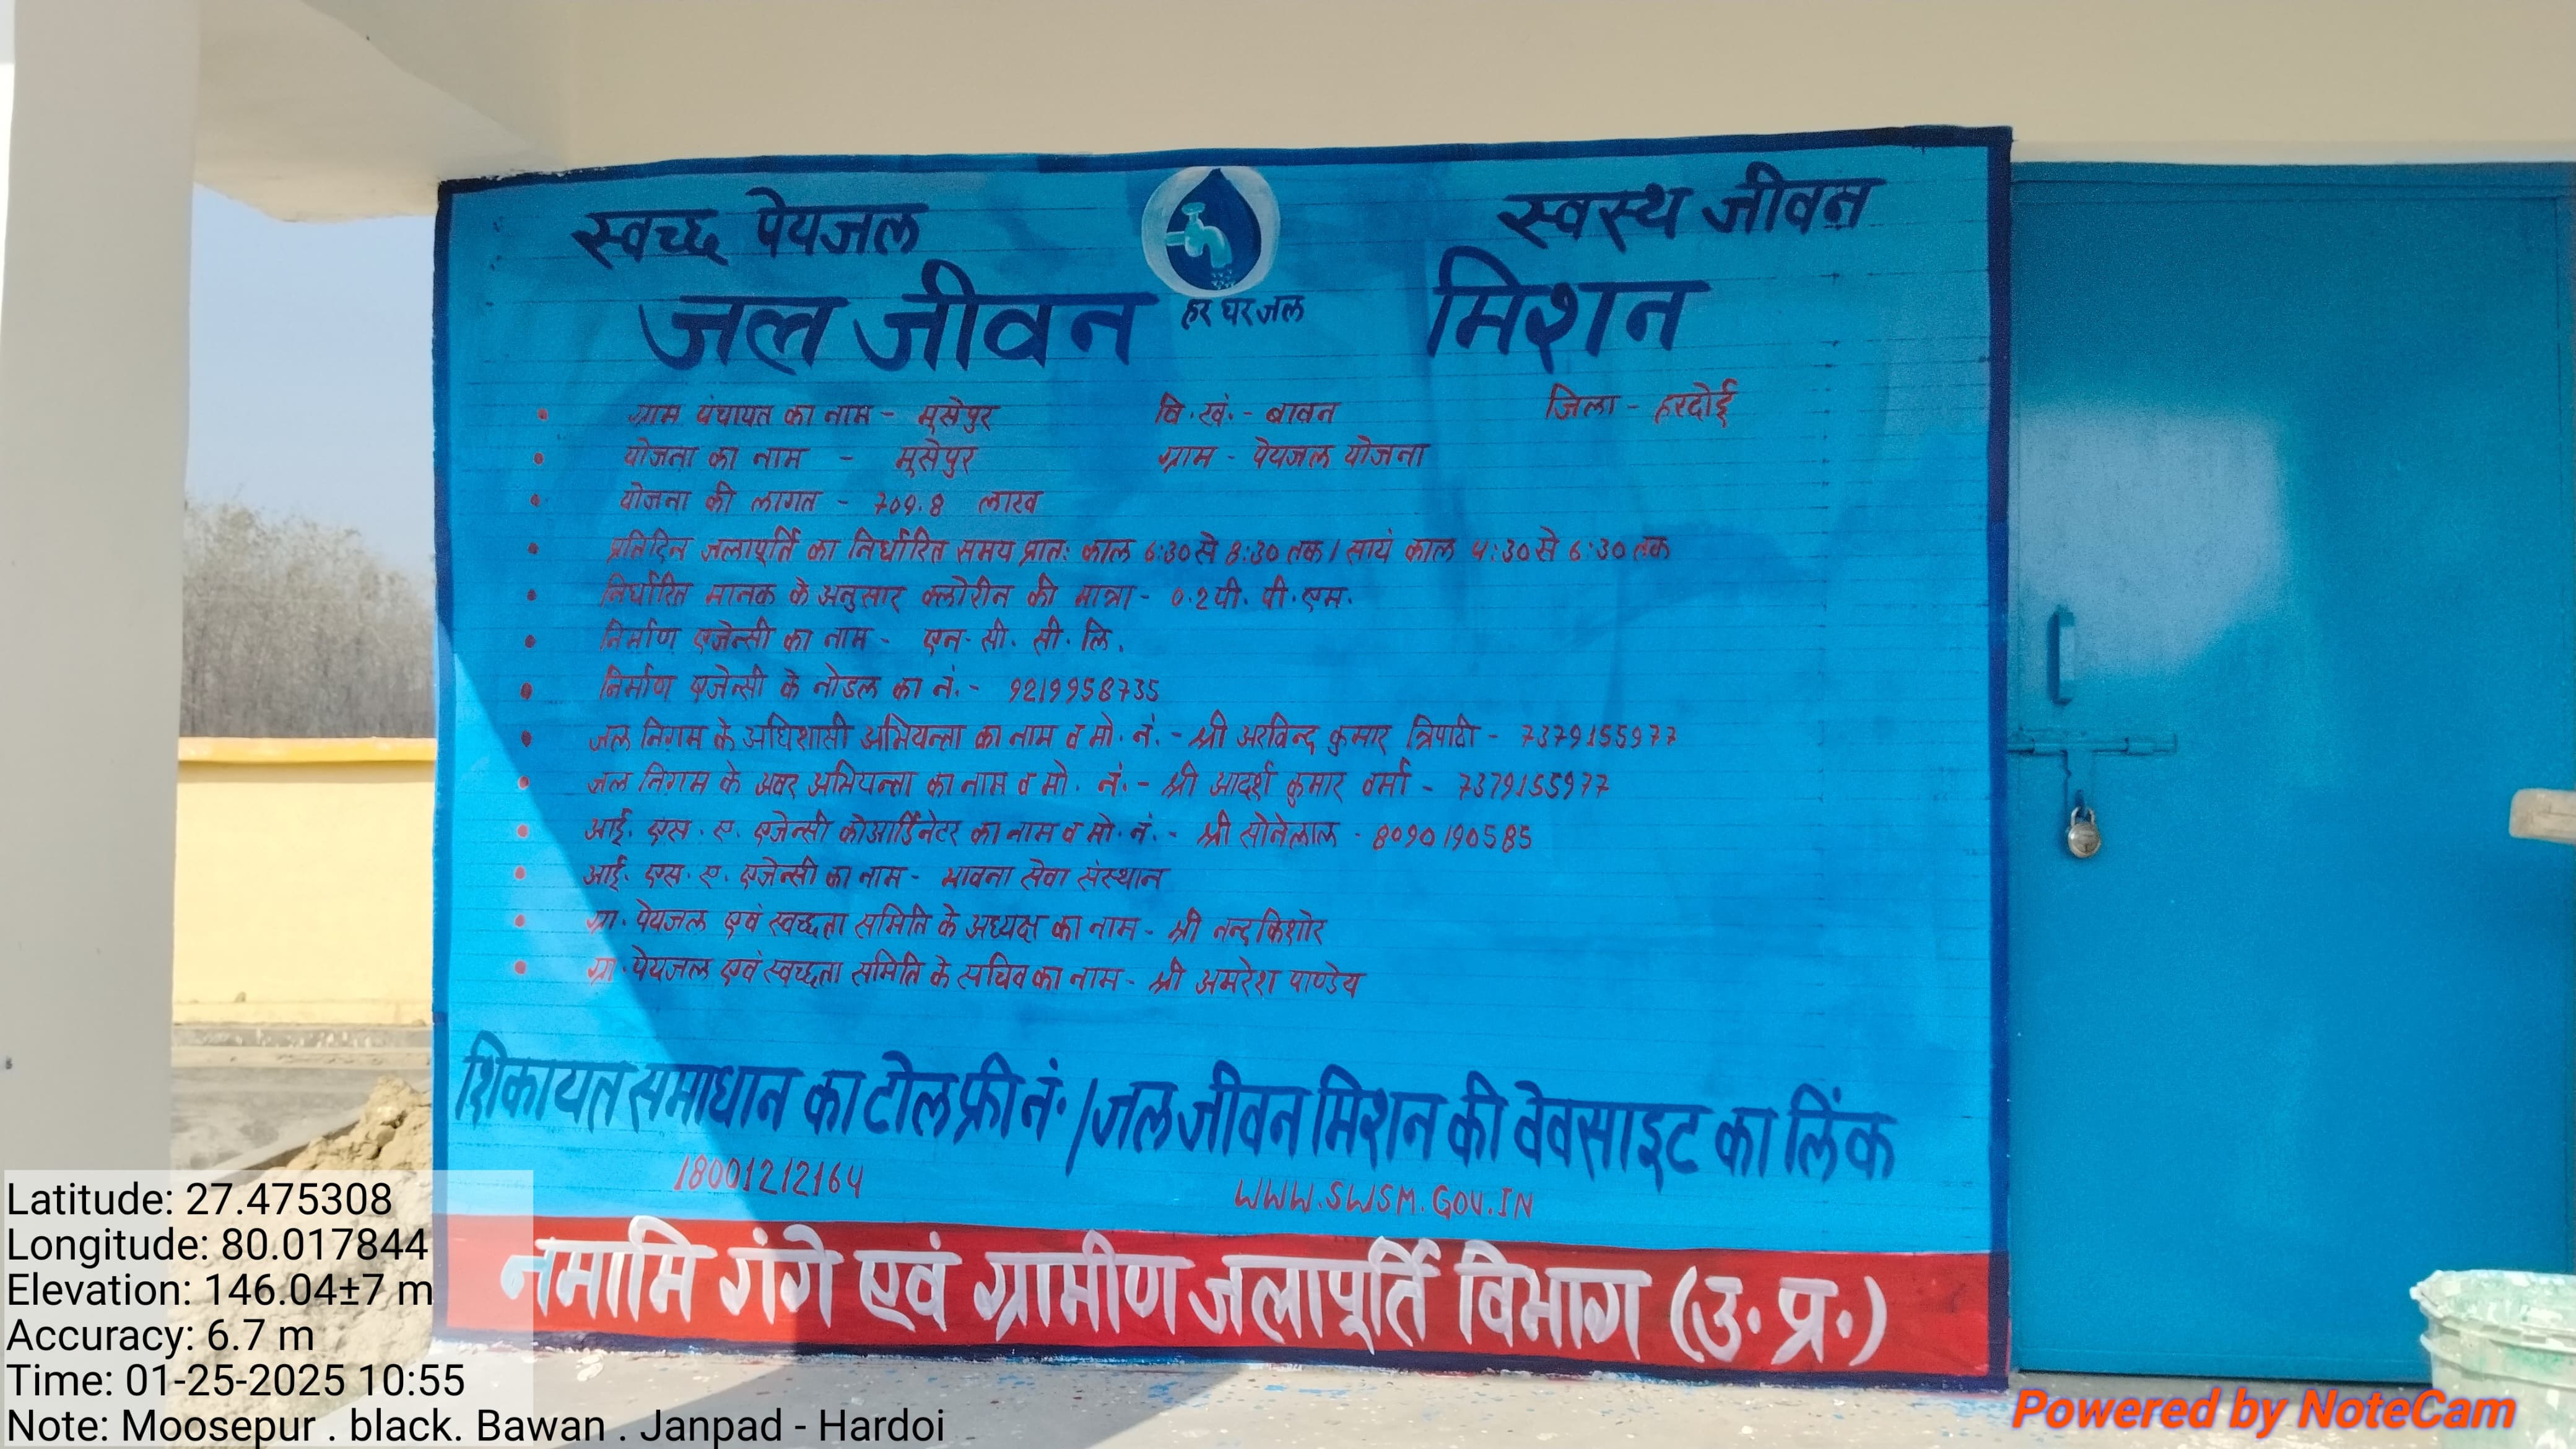 स्वच्छ पेयजल स्वस्थ जीवन
जल जीवन हर घर जल मिशन
• ग्राम पंचायत का नाम - मूसेपुर वि.खं. - बावन जिला - हरदोई
• योजना का नाम - मूसेपुर ग्राम - पेयजल योजना
• योजना की लागत - 709.8 लाख
• प्रतिदिन जलापूर्ति का निर्धारित समय प्रातः काल 6:30 से 8:30 तक / सायं काल 4:30 से 6:30 तक
• निर्धारित मानक के अनुसार क्लोरीन की मात्रा - 0.2 पी. पी. एम.
• निर्माण एजेन्सी का नाम - एन. सी. सी. लि.
• निर्माण एजेन्सी के नोडल का नं. - 9219958735
• जल निगम के अधिशासी अभियन्ता का नाम व मो. नं. - श्री अरविन्द कुमार त्रिपाठी - 7379155977
• जल निगम के अवर अभियन्ता का नाम व मो. नं. - श्री आदर्श कुमार वर्मा - 7379155977
• आई. एस. ए. एजेन्सी कोआर्डिनेटर का नाम व मो. नं. - श्री सोनेलाल - 8090190585
• आई. एस. ए. एजेन्सी का नाम - भावना सेवा संस्थान
• ग्रा. पेयजल एवं स्वच्छता समिति के अध्यक्ष का नाम - श्री नन्दकिशोर
• ग्रा. पेयजल एवं स्वच्छता समिति के सचिव का नाम - श्री अमरेश पाण्डेय
शिकायत समाधान का टोल फ्री नं. / जल जीवन मिशन की वेवसाइट का लिंक
18001212164 WWW.SWSM.GOV.IN
नमामि गंगे एवं ग्रामीण जलापूर्ति विभाग (उ. प्र.)
Latitude: 27.475308
Longitude: 80.017844
Elevation: 146.04±7 m
Accuracy: 6.7 m
Time: 01-25-2025 10:55
Note: Moosepur . black. Bawan . Janpad - Hardoi
Powered by NoteCam